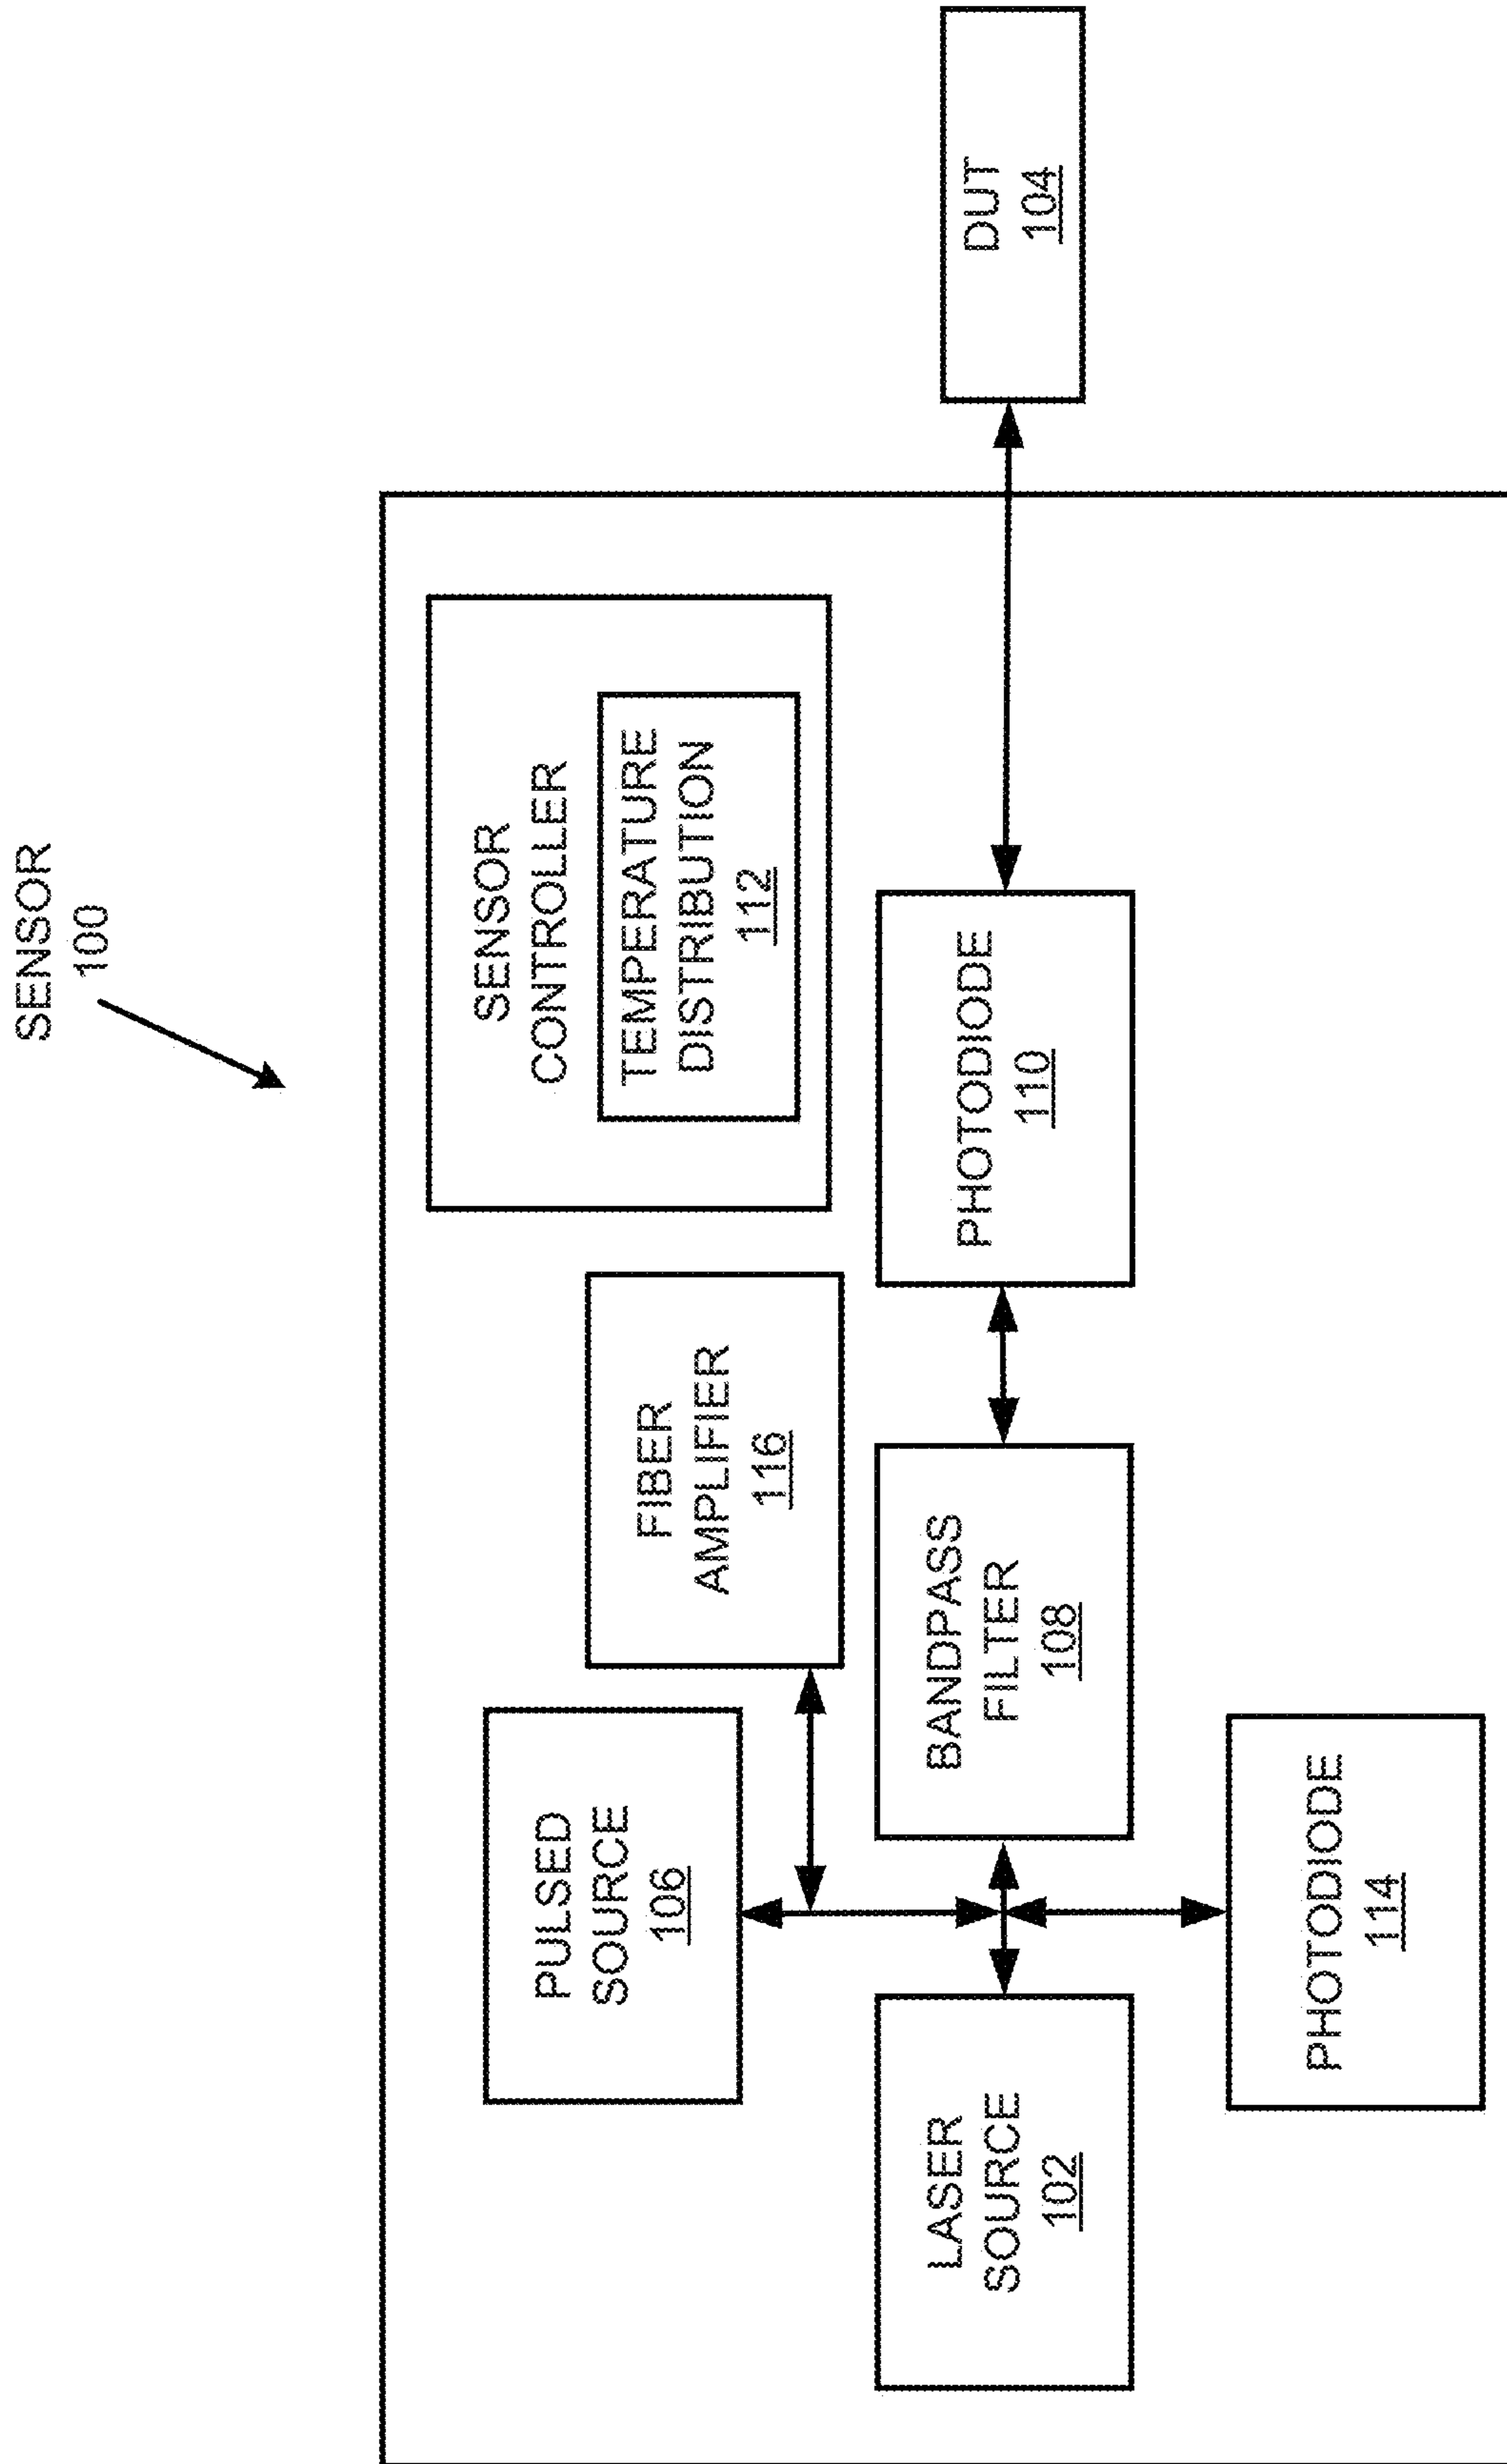 SENSOR
100
SENSOR
CONTROLLER
TEMPERATURE
DISTRIBUTION
112
PULSED
SOURCE
106
FIBER
AMPLIFIER
116
LASER
SOURCE
102
BANDPASS
FILTER
108
PHOTODIODE
110
DUT
104
PHOTODIODE
114